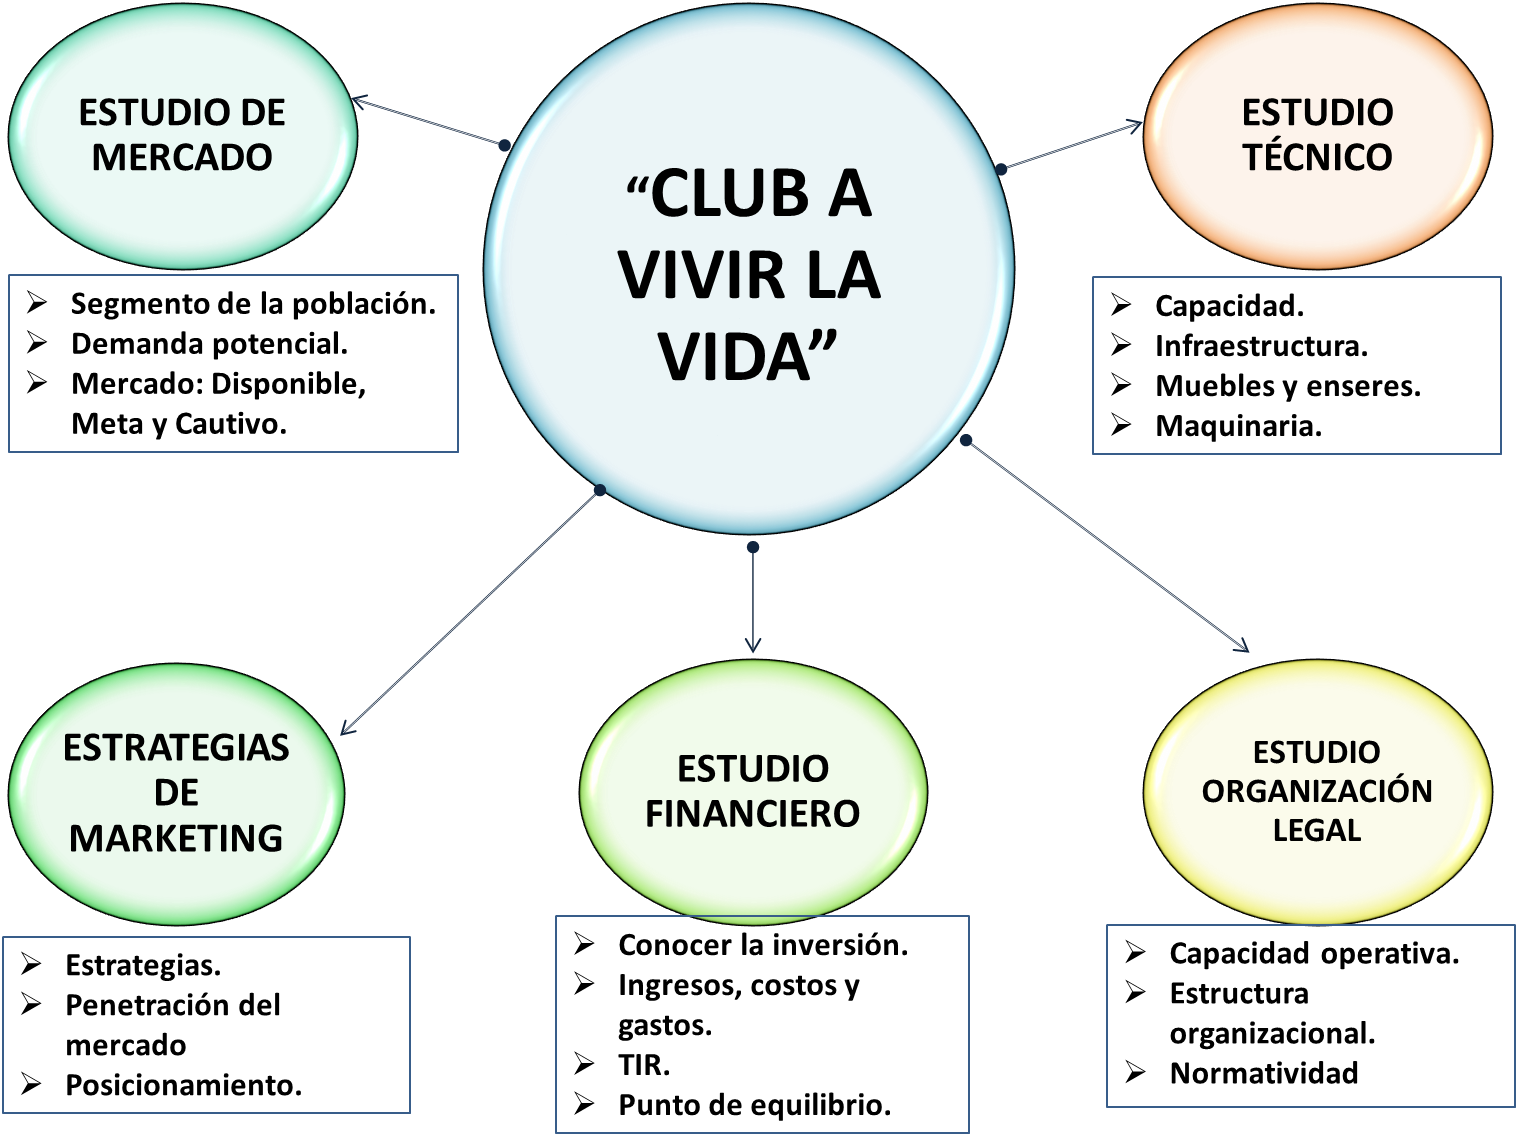 ESTUDIO DE
MERCADO
➢ Segmento de la población.
➢ Demanda potencial.
➢ Mercado: Disponible,
Meta y Cautivo.
“CLUB A
VIVIR LA
VIDA”
ESTUDIO
TÉCNICO
➢ Capacidad.
➢ Infraestructura.
➢ Muebles y enseres.
➢ Maquinaria.
ESTRATEGIAS
DE
MARKETING
➢ Estrategias.
➢ Penetración del
mercado
➢ Posicionamiento.
ESTUDIO
FINANCIERO
➢ Conocer la inversión.
➢ Ingresos, costos y
gastos.
➢ TIR.
➢ Punto de equilibrio.
ESTUDIO
ORGANIZACIÓN
LEGAL
➢ Capacidad operativa.
➢ Estructura
organizacional.
➢ Normatividad